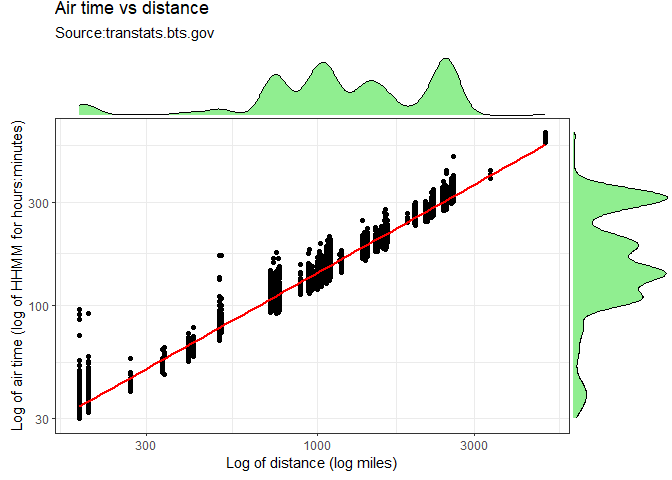 Air time vs distance
Source:transtats.bts.gov
Log of air time (log of HHMM for hours:minutes)
300
100
30
300
1000
3000
Log of distance (log miles)